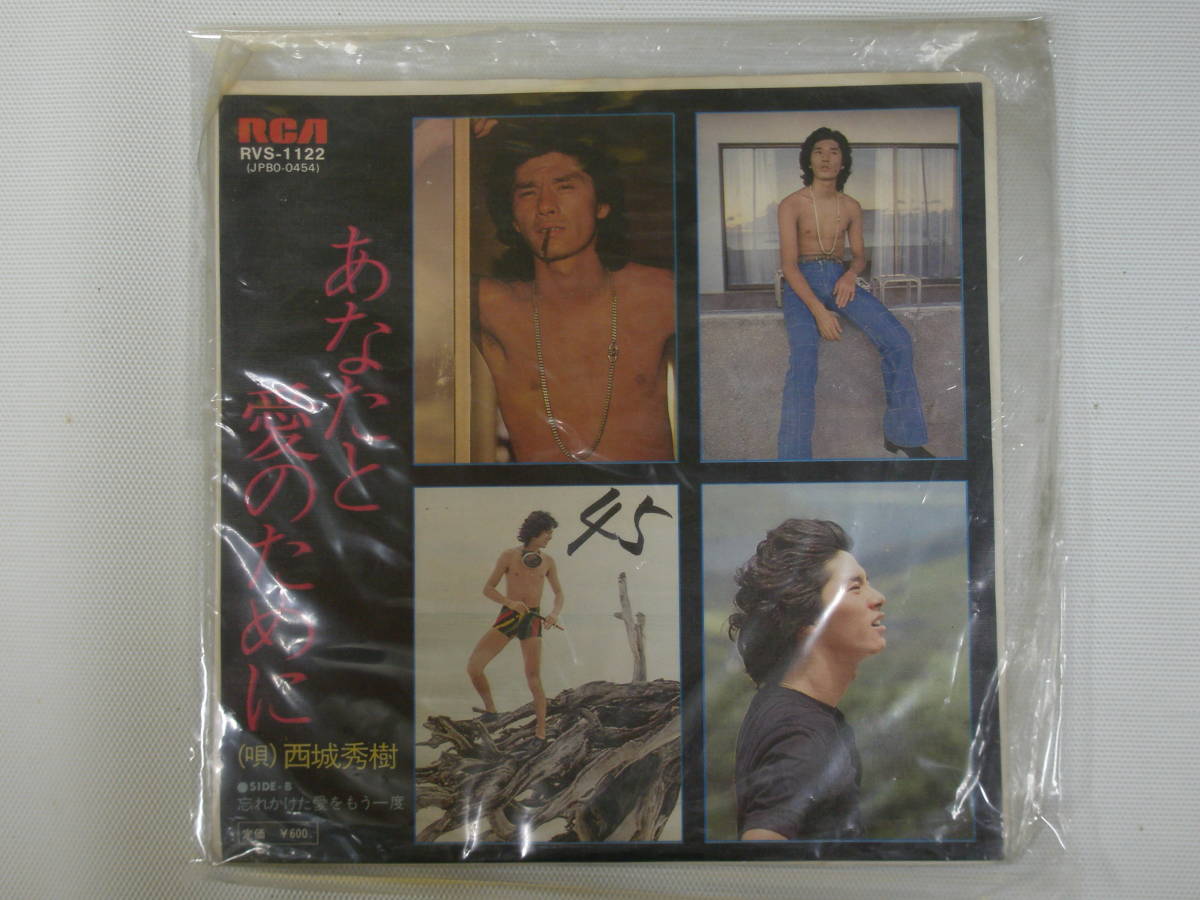 RCA
RVS-1122
(JPBO-0454)
あなたと
愛のために
(唄) 西城秀樹
●SIDE-B
忘れかけた愛をもう一度
定価 ￥600.
45